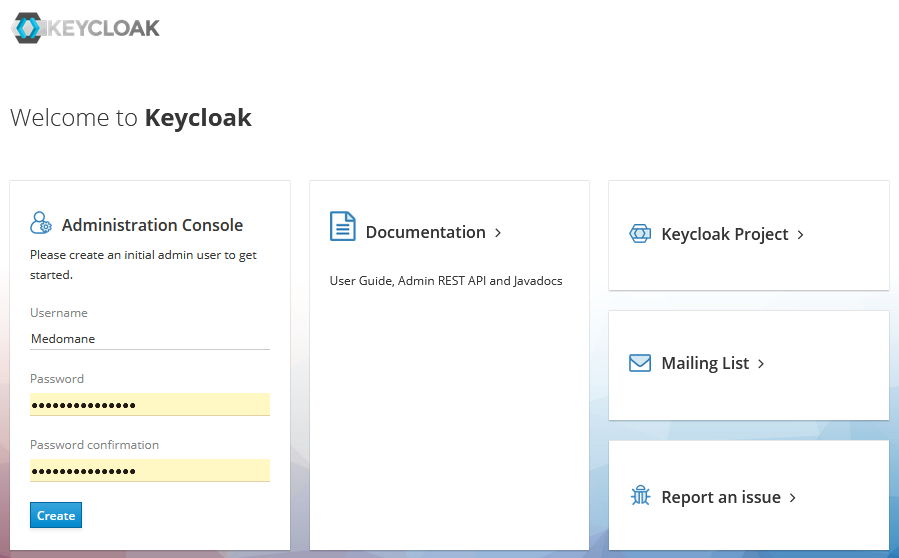 KEYCLOAK
Welcome to Keycloak
Administration Console
Please create an initial admin user to get
started.
Username
Medomane
Password
•••••••••••••••
Password confirmation
•••••••••••••••
Create
Documentation
User Guide, Admin REST API and Javadocs
Keycloak Project
Mailing List
Report an issue